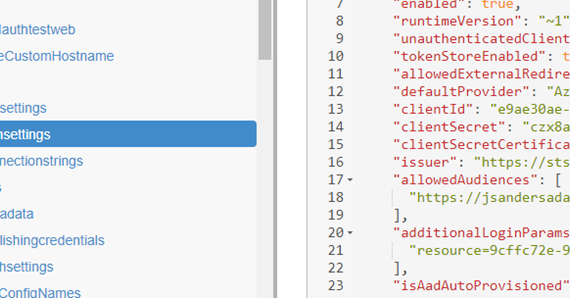 lauthtestweb
eCustomHostname
settings
hsettings
nnectionstrings
s
adata
lishingcredentials
hsettings
ConfigNames
7 "enabled": true,
8 "runtimeVersion": "~1"
9 "unauthenticatedClient
10 "tokenStoreEnabled": t
11 "allowedExternalRedire
12 "defaultProvider": "Az
13 "clientId": "e9ae30ae-
14 "clientSecret": "czx8a
15 "clientSecretCertifica
16 "issuer": "https://sts
17 "allowedAudiences": [
18 "https://jsandersada
19 ],
20 "additionalLoginParams
21 "resource=9cffc72e-9
22 ],
23 "isAadAutoProvisioned"